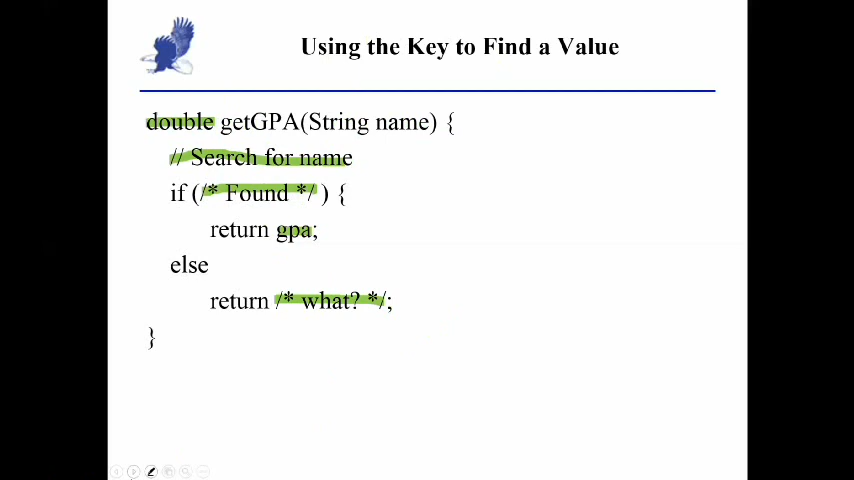 Using the Key to Find a Value
double getGPA(String name) {
// Search for name
if (/* Found */ ) {
return gpa;
else
return /* what? */;
}